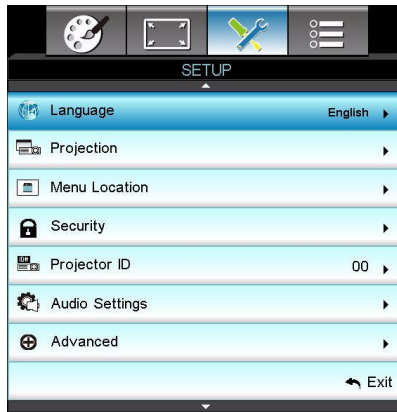 SETUP
Language English
Projection
Menu Location
Security
Projector ID 00
Audio Settings
Advanced
Exit